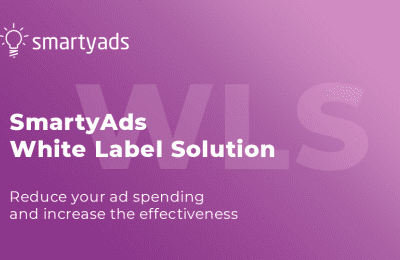 smartyads
WLS
SmartyAds
White Label Solution
Reduce your ad spending
and increase the effectiveness